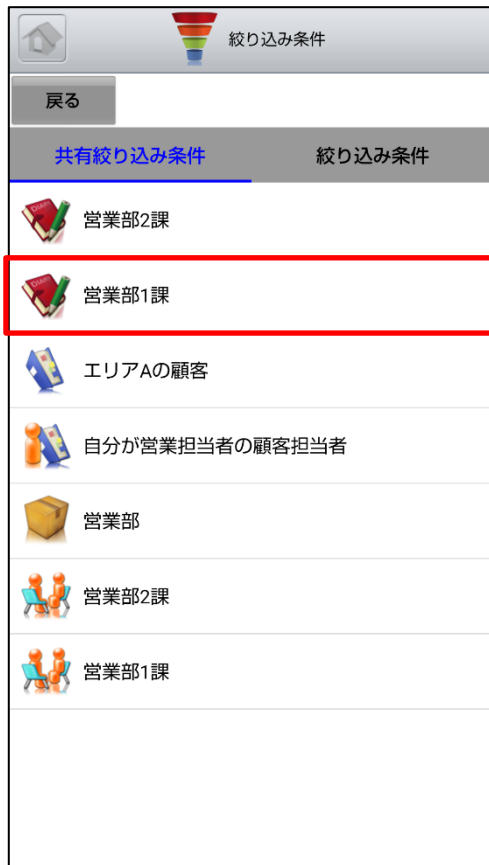 絞り込み条件
戻る
共有絞り込み条件 絞り込み条件
営業部2課
営業部1課
エリアAの顧客
自分が営業担当者の顧客担当者
営業部
営業部2課
営業部1課